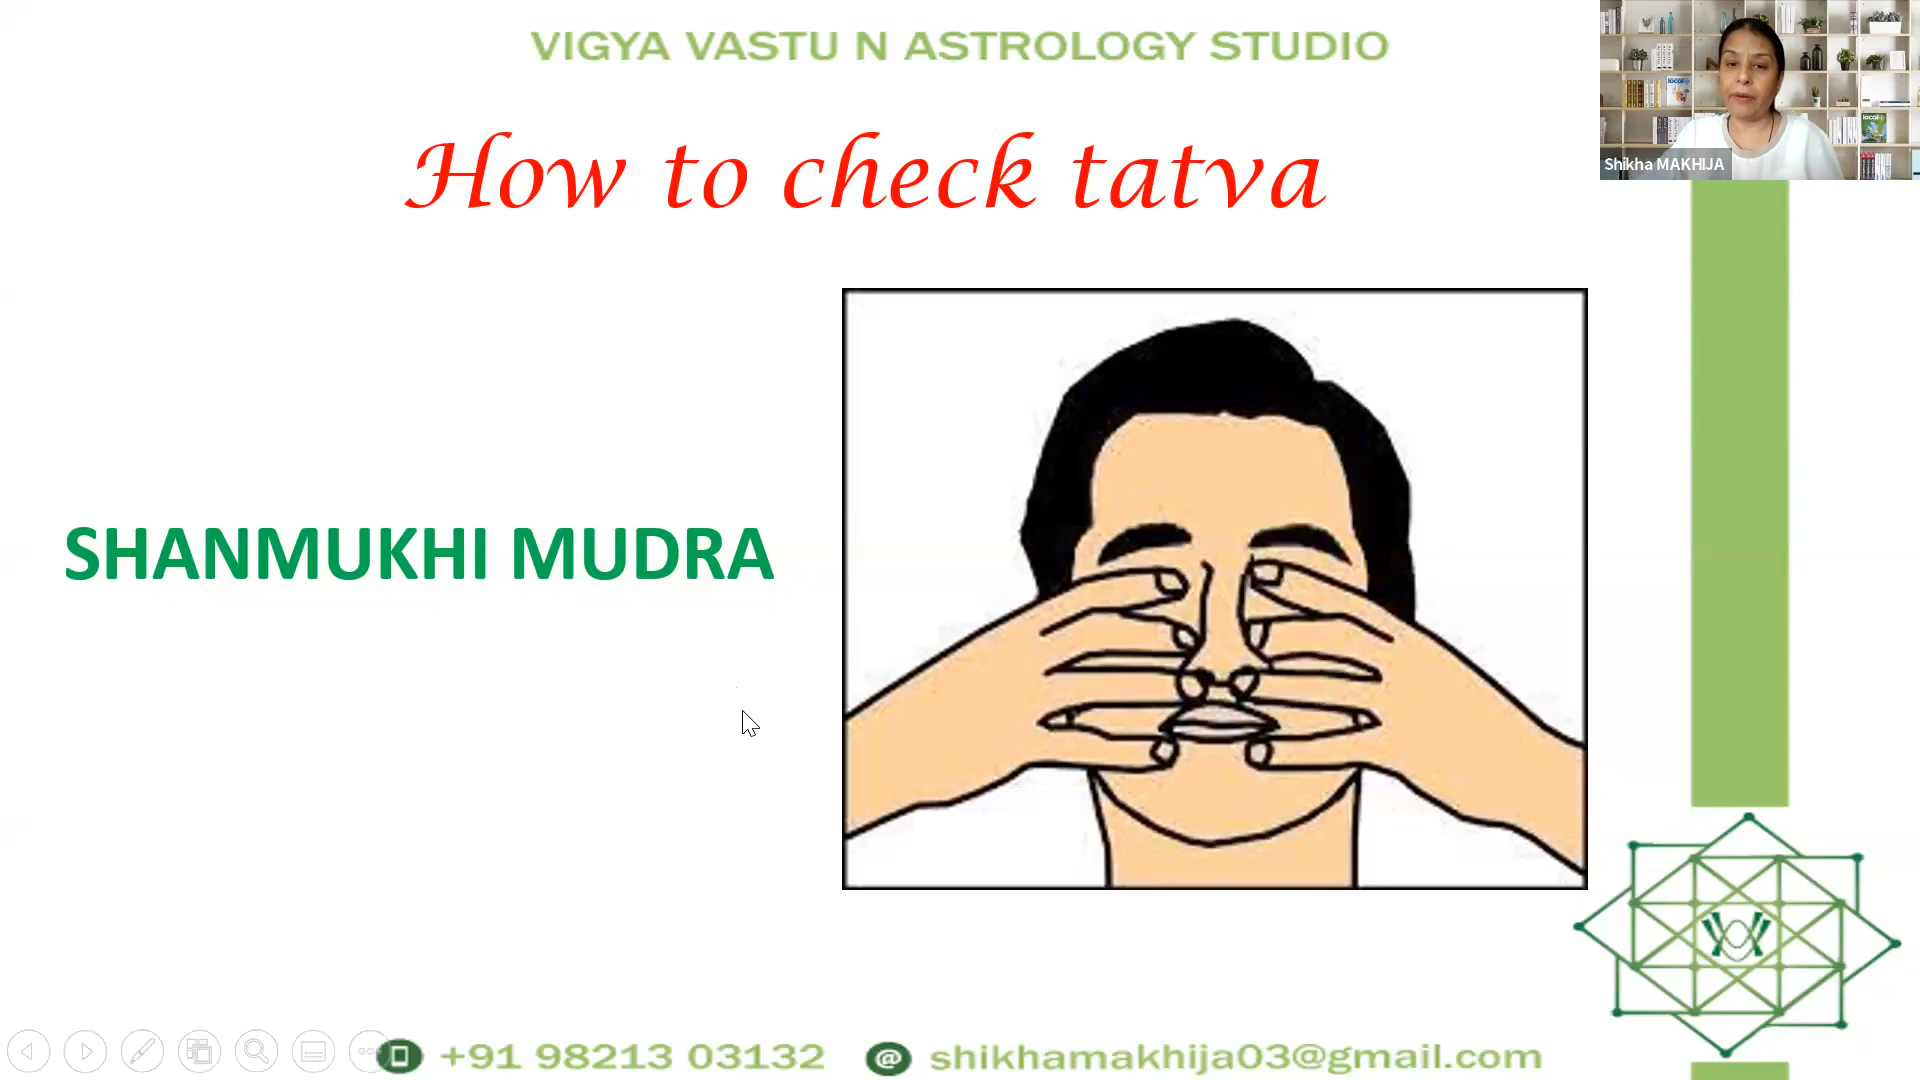 VIGYA VASTU N ASTROLOGY STUDIO
How to check tatva
Shikha MAKHIJA
SHANMUKHI MUDRA
+91 98213 03132
@ shikhamakhija03@gmail.com